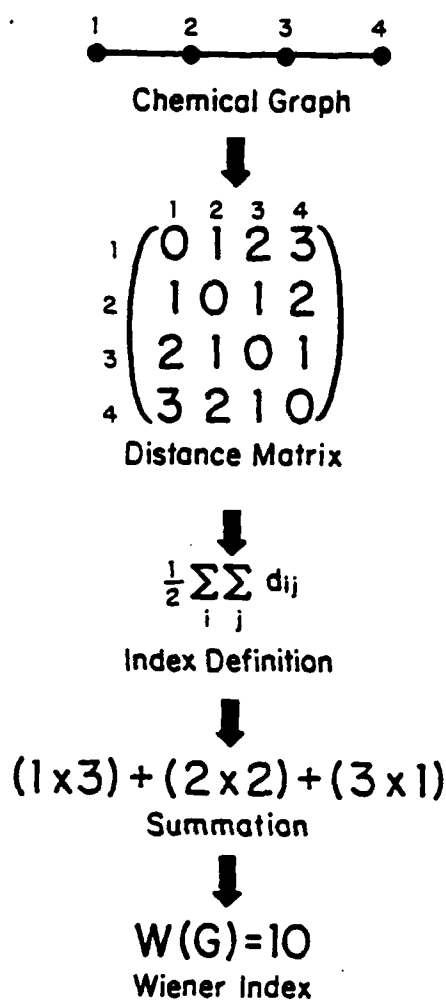 1 2 3 4
Chemical Graph
1 2 3 4
1 0 1 2 3
2 1 0 1 2
3 2 1 0 1
4 3 2 1 0
Distance Matrix
½ ∑ ∑ dij
i j
Index Definition
(1x3)+(2x2)+(3x1)
Summation
W(G)=10
Wiener Index